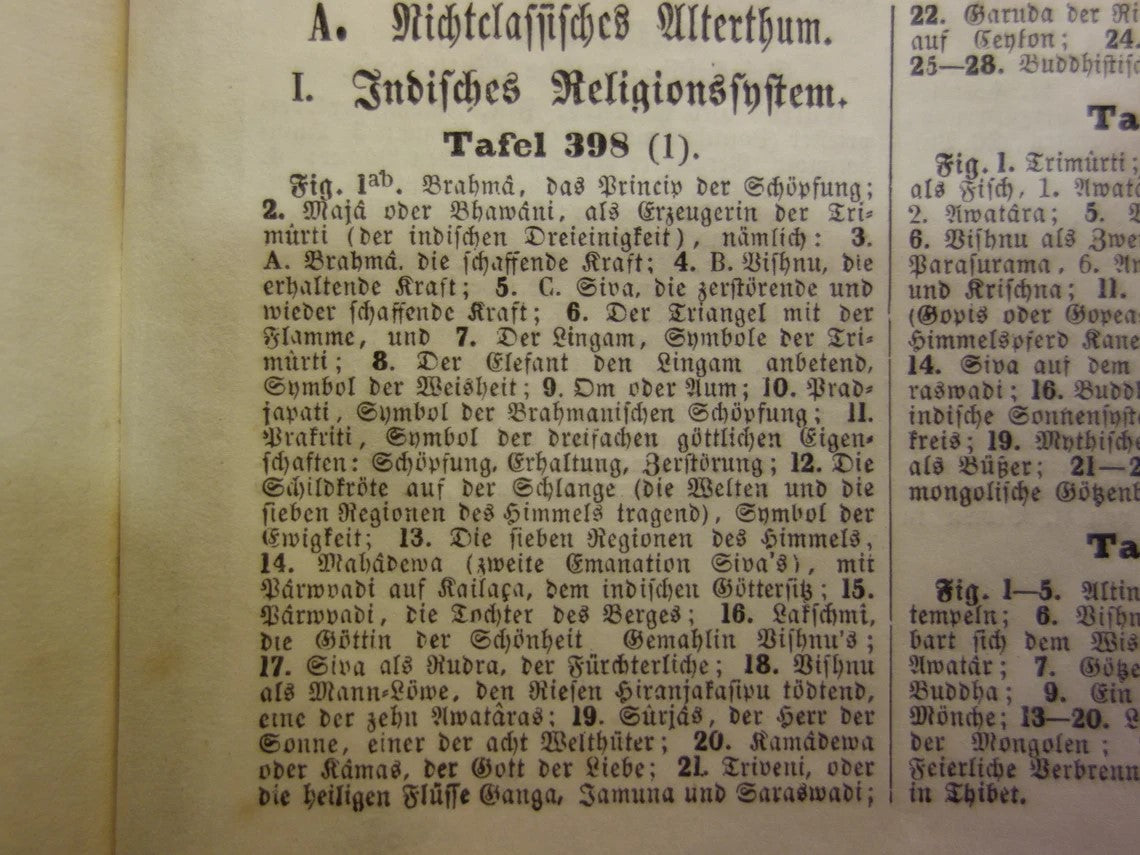 A. Nichtclassisches Alterthum.
I. Indisches Religionssystem.
Tafel 398 (1).
Fig. 1ab. Brahmâ, das Princip der Schöpfung;
2. Majâ oder Bhawâni, als Erzeugerin der Tri-
mûrti (der indischen Dreieinigkeit), nämlich: 3.
A. Brahmâ, die schaffende Kraft; 4. B. Vishnu, die
erhaltende Kraft; 5. C. Siva, die zerstörende und
wieder schaffende Kraft; 6. Der Triangel mit der
Flamme, und 7. Der Lingam, Symbole der Tri-
mûrti; 8. Der Elefant den Lingam anbetend,
Symbol der Weisheit; 9. Om oder Aum; 10. Prad-
japati, Symbol der Brahmanischen Schöpfung; 11.
Prakriti, Symbol der dreifachen göttlichen Eigen-
schaften: Schöpfung, Erhaltung, Zerstörung; 12. Die
Schildkröte auf der Schlange (die Welten und die
sieben Regionen des Himmels tragend), Symbol der
Ewigkeit; 13. Die sieben Regionen des Himmels,
14. Mahâdewa (zweite Emanation Siva's), mit
Pârwvadi auf Kailaça, dem indischen Göttersitz; 15.
Pârwvadi, die Tochter des Berges; 16. Lakschmi,
die Göttin der Schönheit Gemahlin Vishnu's;
17. Siva als Rudra, der Fürchterliche; 18. Vishnu
als Mann-Löwe, den Riesen Hiranjakasipu tödtend,
eine der zehn Awatâras; 19. Sûrjâs, der Herr der
Sonne, einer der acht Welthüter; 20. Kamâdewa
oder Kâmas, der Gott der Liebe; 21. Triveni, oder
die heiligen Flüsse Ganga, Jamuna und Saraswadi;
22. Garuda der
auf Ceylon; 24.
25—28.
Fig. 1. Trimûrti;
als Fisch, 1.
2. Awatâra; 5.
6. Vishnu als
Parasurama, 6.
und Krischna; 11.
(Gopis oder
Himmelspferd
14. Siva auf dem
raswadi; 16.
indische
kreis; 19.
als Büßer; 21—
mongolische
Fig. 1—5.
tempeln; 6.
bart sich dem
Awatâr; 7.
Buddha; 9. Ein
Mönche; 13—20.
der Mongolen;
Feierliche
in Thibet.